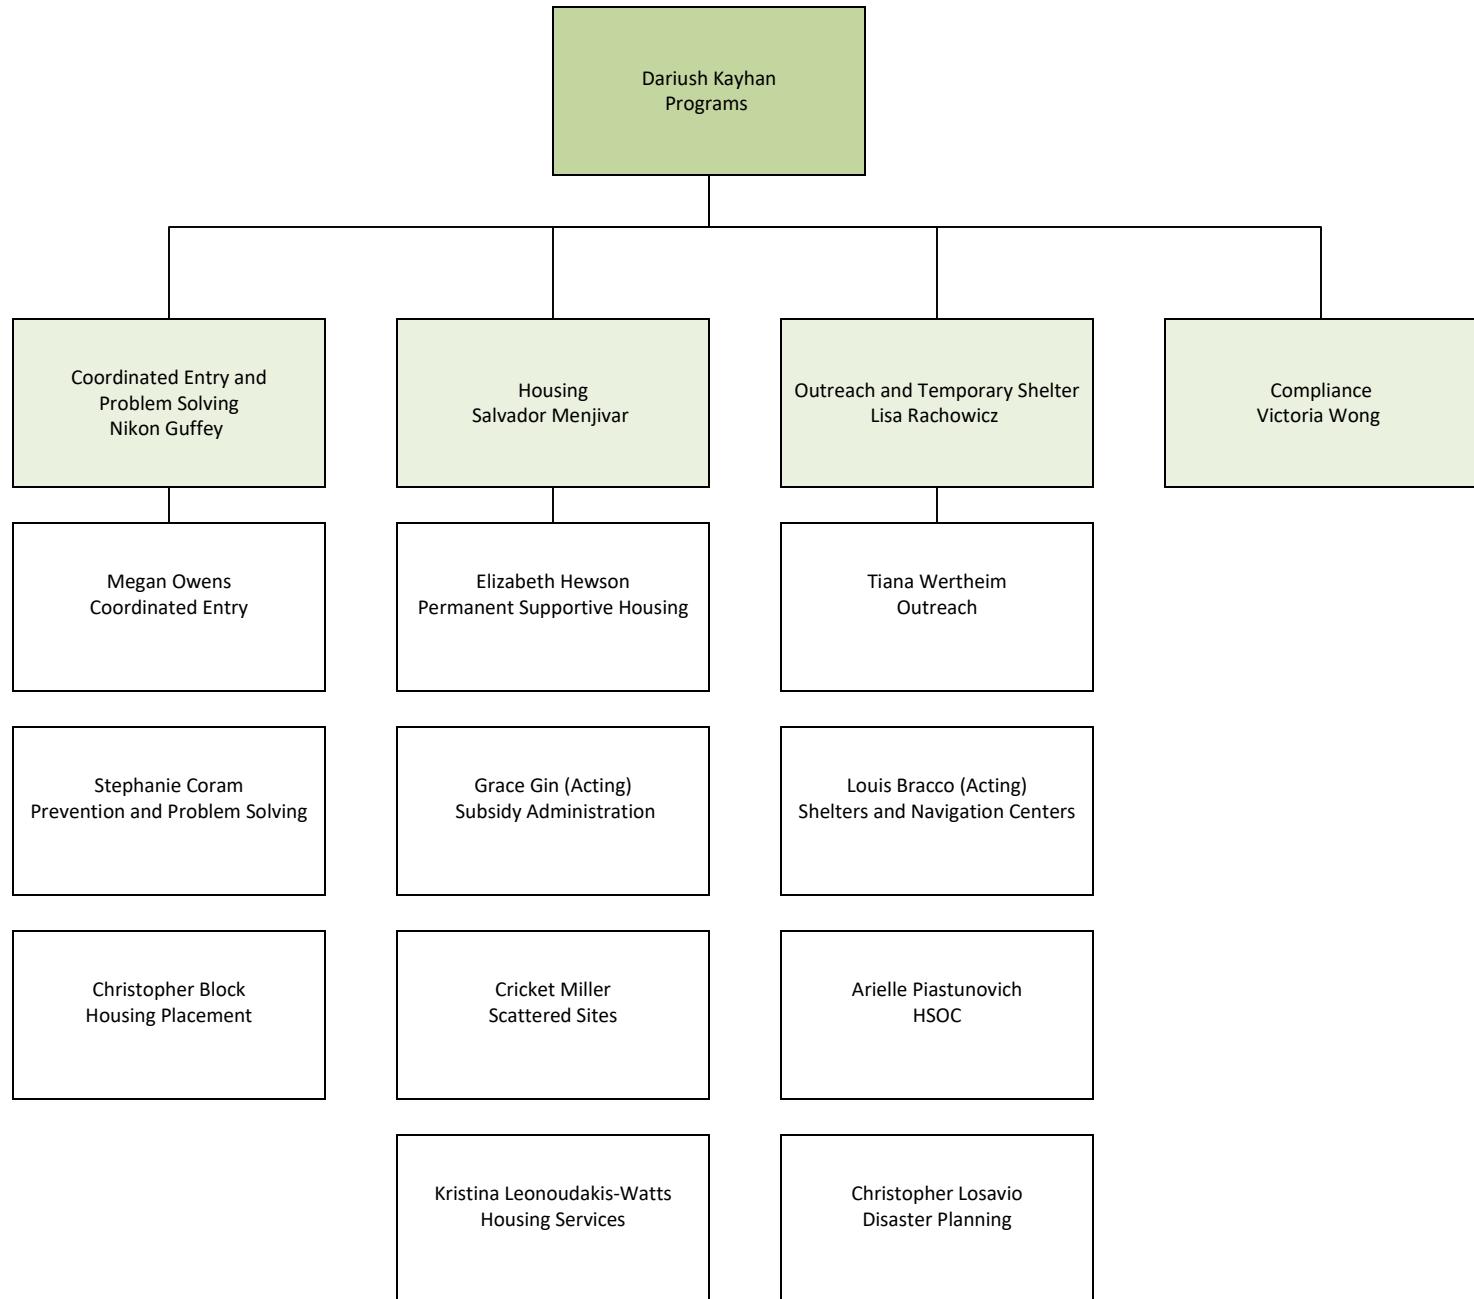 Dariush Kayhan
Programs
Coordinated Entry and
Problem Solving
Nikon Guffey
Housing
Salvador Menjivar
Outreach and Temporary Shelter
Lisa Rachowicz
Compliance
Victoria Wong
Megan Owens
Coordinated Entry
Elizabeth Hewson
Permanent Supportive Housing
Tiana Wertheim
Outreach
Stephanie Coram
Prevention and Problem Solving
Grace Gin (Acting)
Subsidy Administration
Louis Bracco (Acting)
Shelters and Navigation Centers
Christopher Block
Housing Placement
Cricket Miller
Scattered Sites
Arielle Piastunovich
HSOC
Kristina Leonoudakis-Watts
Housing Services
Christopher Losavio
Disaster Planning